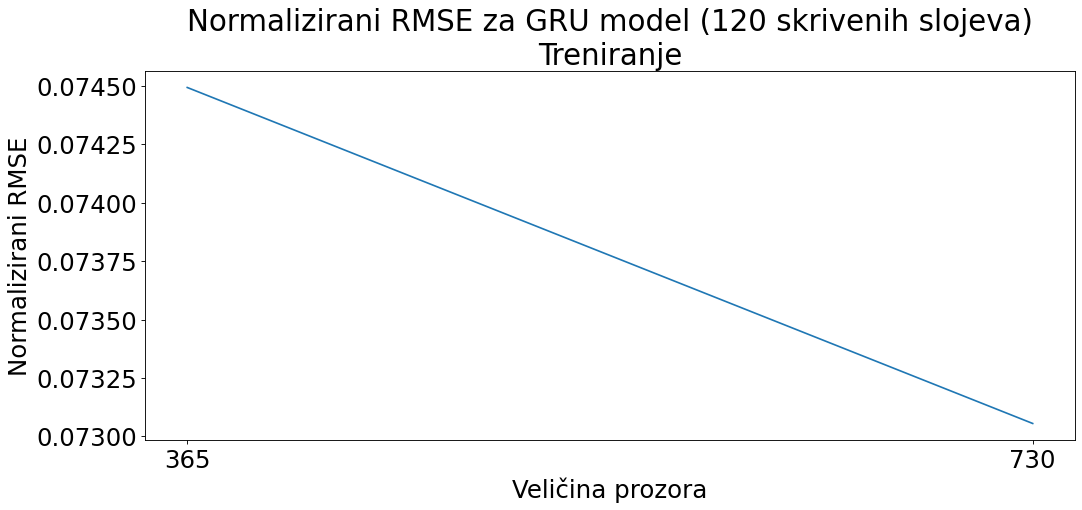 Normalizirani RMSE za GRU model (120 skrivenih slojeva)
Treniranje
Normalizirani RMSE
0.07450
0.07425
0.07400
0.07375
0.07350
0.07325
0.07300
365
730
Veličina prozora